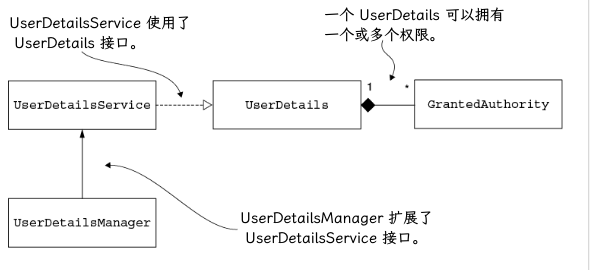 UserDetailsService 使用了
UserDetails 接口。
一个 UserDetails 可以拥有
一个或多个权限。
UserDetailsService
UserDetails
1
*
GrantedAuthority
UserDetailsManager
UserDetailsManager 扩展了
UserDetailsService 接口。